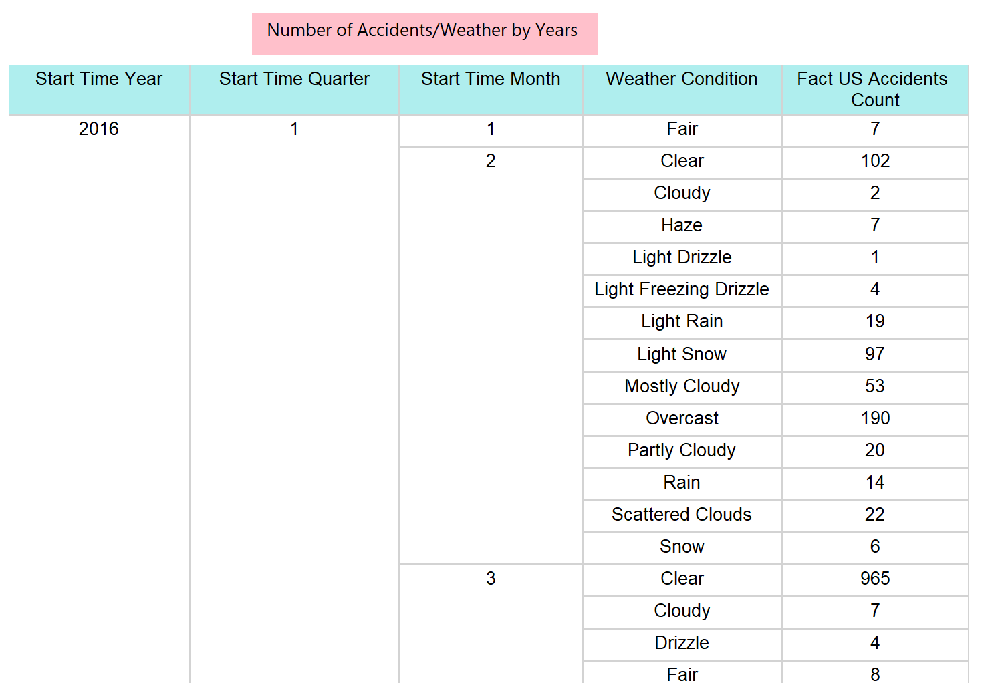 Number of Accidents/Weather by Years
Start Time Year Start Time Quarter Start Time Month Weather Condition Fact US Accidents
Count
2016 1 1 Fair 7
2 Clear 102
Cloudy 2
Haze 7
Light Drizzle 1
Light Freezing Drizzle 4
Light Rain 19
Light Snow 97
Mostly Cloudy 53
Overcast 190
Partly Cloudy 20
Rain 14
Scattered Clouds 22
Snow 6
3 Clear 965
Cloudy 7
Drizzle 4
Fair 8